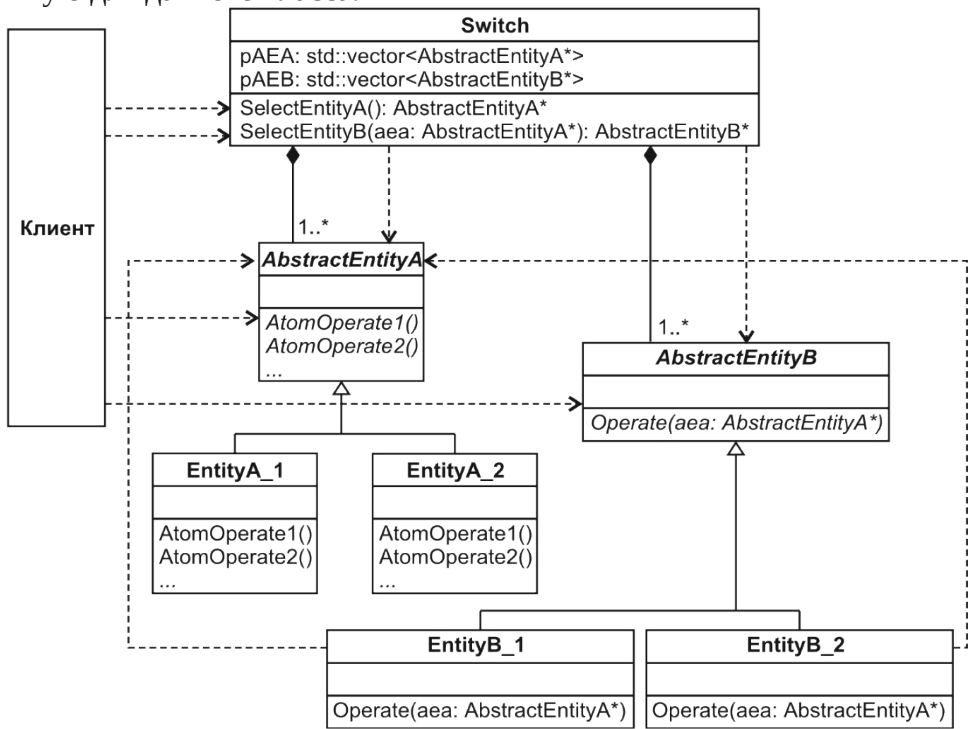 Switch
pAEA: std::vector<AbstractEntityA*>
pAEB: std::vector<AbstractEntityB*>
SelectEntityA(): AbstractEntityA*
SelectEntityB(aea: AbstractEntityA*): AbstractEntityB*
Клиент
1..*
AbstractEntityA
AtomOperate1()
AtomOperate2()
...
1..*
AbstractEntityB
Operate(aea: AbstractEntityA*)
EntityA_1
AtomOperate1()
AtomOperate2()
...
EntityA_2
AtomOperate1()
AtomOperate2()
...
EntityB_1
Operate(aea: AbstractEntityA*)
EntityB_2
Operate(aea: AbstractEntityA*)